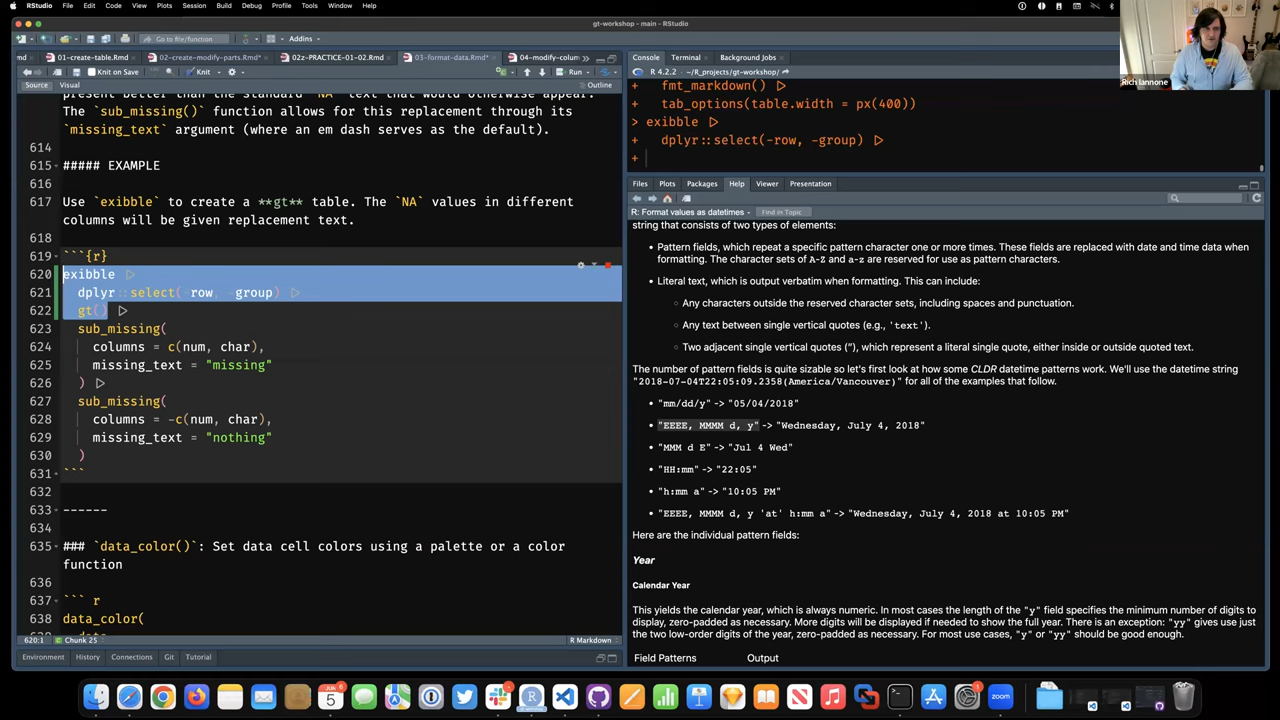 RStudio File Edit Code View Plots Session Build Debug Profile Tools Window Help
gt-workshop - main - RStudio
Go to file/function Addins
nd 01-create-table.Rmd 02-create-modify-parts.Rmd* 02z-PRACTICE-01-02.Rmd 03-format-data.Rmd* 04-modify-colum
Knit on Save Knit Run
Source Visual Outline
present better than the standard `NA` text that would otherwise appear.
The `sub_missing()` function allows for this replacement through its
`missing_text` argument (where an em dash serves as the default).
614
615 ##### EXAMPLE
616
617 Use `exibble` to create a **gt** table. The `NA` values in different
columns will be given replacement text.
618
619 ```{r}
620 exibble |>
621 dplyr::select(-row, -group) |>
622 gt() |>
623 sub_missing(
624 columns = c(num, char),
625 missing_text = "missing"
626 ) |>
627 sub_missing(
628 columns = -c(num, char),
629 missing_text = "nothing"
630 )
631 ```
632
633 ------
634
635 ### `data_color()`: Set data cell colors using a palette or a color
function
636
637 ``` r
638 data_color(
620:1 Chunk 25 R Markdown
Environment History Connections Git Tutorial
Console Terminal Background Jobs
R 4.2.2 · ~/R_projects/gt-workshop/
+ fmt_markdown() |>
+ tab_options(table.width = px(400))
> exibble |>
+ dplyr::select(-row, -group) |>
+
Files Plots Packages Help Viewer Presentation
R: Format values as datetimes Find in Topic
string that consists of two types of elements:
• Pattern fields, which repeat a specific pattern character one or more times. These fields are replaced with date and time data when
formatting. The character sets of A-Z and a-z are reserved for use as pattern characters.
• Literal text, which is output verbatim when formatting. This can include:
Any characters outside the reserved character sets, including spaces and punctuation.
Any text between single vertical quotes (e.g., 'text').
Two adjacent single vertical quotes (''), which represent a literal single quote, either inside or outside quoted text.
The number of pattern fields is quite sizable so let's first look at how some CLDR datetime patterns work. We'll use the datetime string
"2018-07-04T22:05:09.2358(America/Vancouver)" for all of the examples that follow.
• "mm/dd/y" -> "05/04/2018"
• "EEEE, MMMM d, y" -> "Wednesday, July 4, 2018"
• "MMM d E" -> "Jul 4 Wed"
• "HH:mm" -> "22:05"
• "h:mm a" -> "10:05 PM"
• "EEEE, MMMM d, y 'at' h:mm a" -> "Wednesday, July 4, 2018 at 10:05 PM"
Here are the individual pattern fields:
Year
Calendar Year
This yields the calendar year, which is always numeric. In most cases the length of the "y" field specifies the minimum number of digits to
display, zero-padded as necessary. More digits will be displayed if needed to show the full year. There is an exception: "yy" gives use just
the two low-order digits of the year, zero-padded as necessary. For most use cases, "y" or "yy" should be good enough.
Field Patterns Output
Rich Iannone
JUN
5
zoom